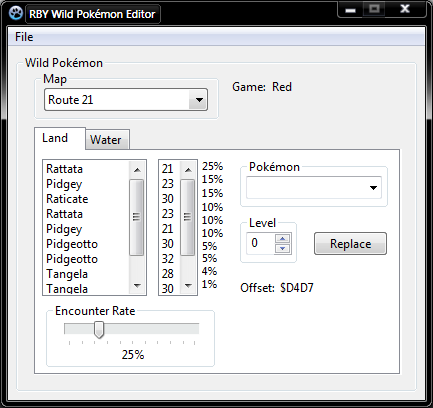 RBY Wild Pokémon Editor
File
Wild Pokémon
Map
Route 21
Game: Red
Land Water
Rattata 21 25%
Pidgey 23 15%
Raticate 30 15%
Rattata 23 10%
Pidgey 21 10%
Pidgeotto 30 10%
Pidgeotto 32 5%
Tangela 28 5%
Tangela 30 4%
1%
Pokémon
Level
0
Replace
Offset: $D4D7
Encounter Rate
25%